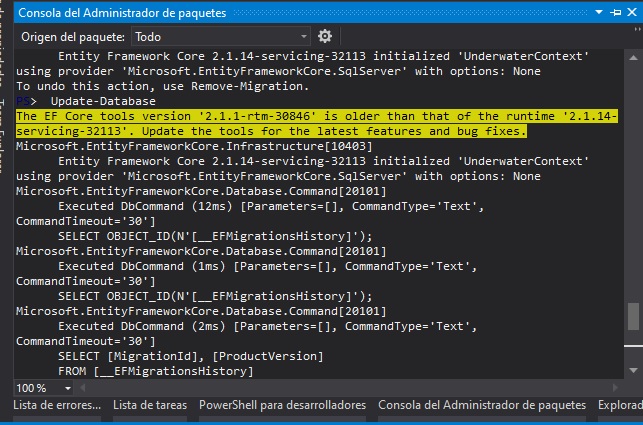 Consola del Administrador de paquetes
Origen del paquete: Todo
Entity Framework Core 2.1.14-servicing-32113 initialized 'UnderwaterContext'
using provider 'Microsoft.EntityFrameworkCore.SqlServer' with options: None
To undo this action, use Remove-Migration.
PS> Update-Database
The EF Core tools version '2.1.1-rtm-30846' is older than that of the runtime '2.1.14-
servicing-32113'. Update the tools for the latest features and bug fixes.
Microsoft.EntityFrameworkCore.Infrastructure[10403]
Entity Framework Core 2.1.14-servicing-32113 initialized 'UnderwaterContext'
using provider 'Microsoft.EntityFrameworkCore.SqlServer' with options: None
Microsoft.EntityFrameworkCore.Database.Command[20101]
Executed DbCommand (12ms) [Parameters=[], CommandType='Text',
CommandTimeout='30']
SELECT OBJECT_ID(N'[__EFMigrationsHistory]');
Microsoft.EntityFrameworkCore.Database.Command[20101]
Executed DbCommand (1ms) [Parameters=[], CommandType='Text',
CommandTimeout='30']
SELECT OBJECT_ID(N'[__EFMigrationsHistory]');
Microsoft.EntityFrameworkCore.Database.Command[20101]
Executed DbCommand (2ms) [Parameters=[], CommandType='Text',
CommandTimeout='30']
SELECT [MigrationId], [ProductVersion]
FROM [__EFMigrationsHistory]
100 %
Lista de errores... Lista de tareas PowerShell para desarrolladores Consola del Administrador de paquetes Explorad